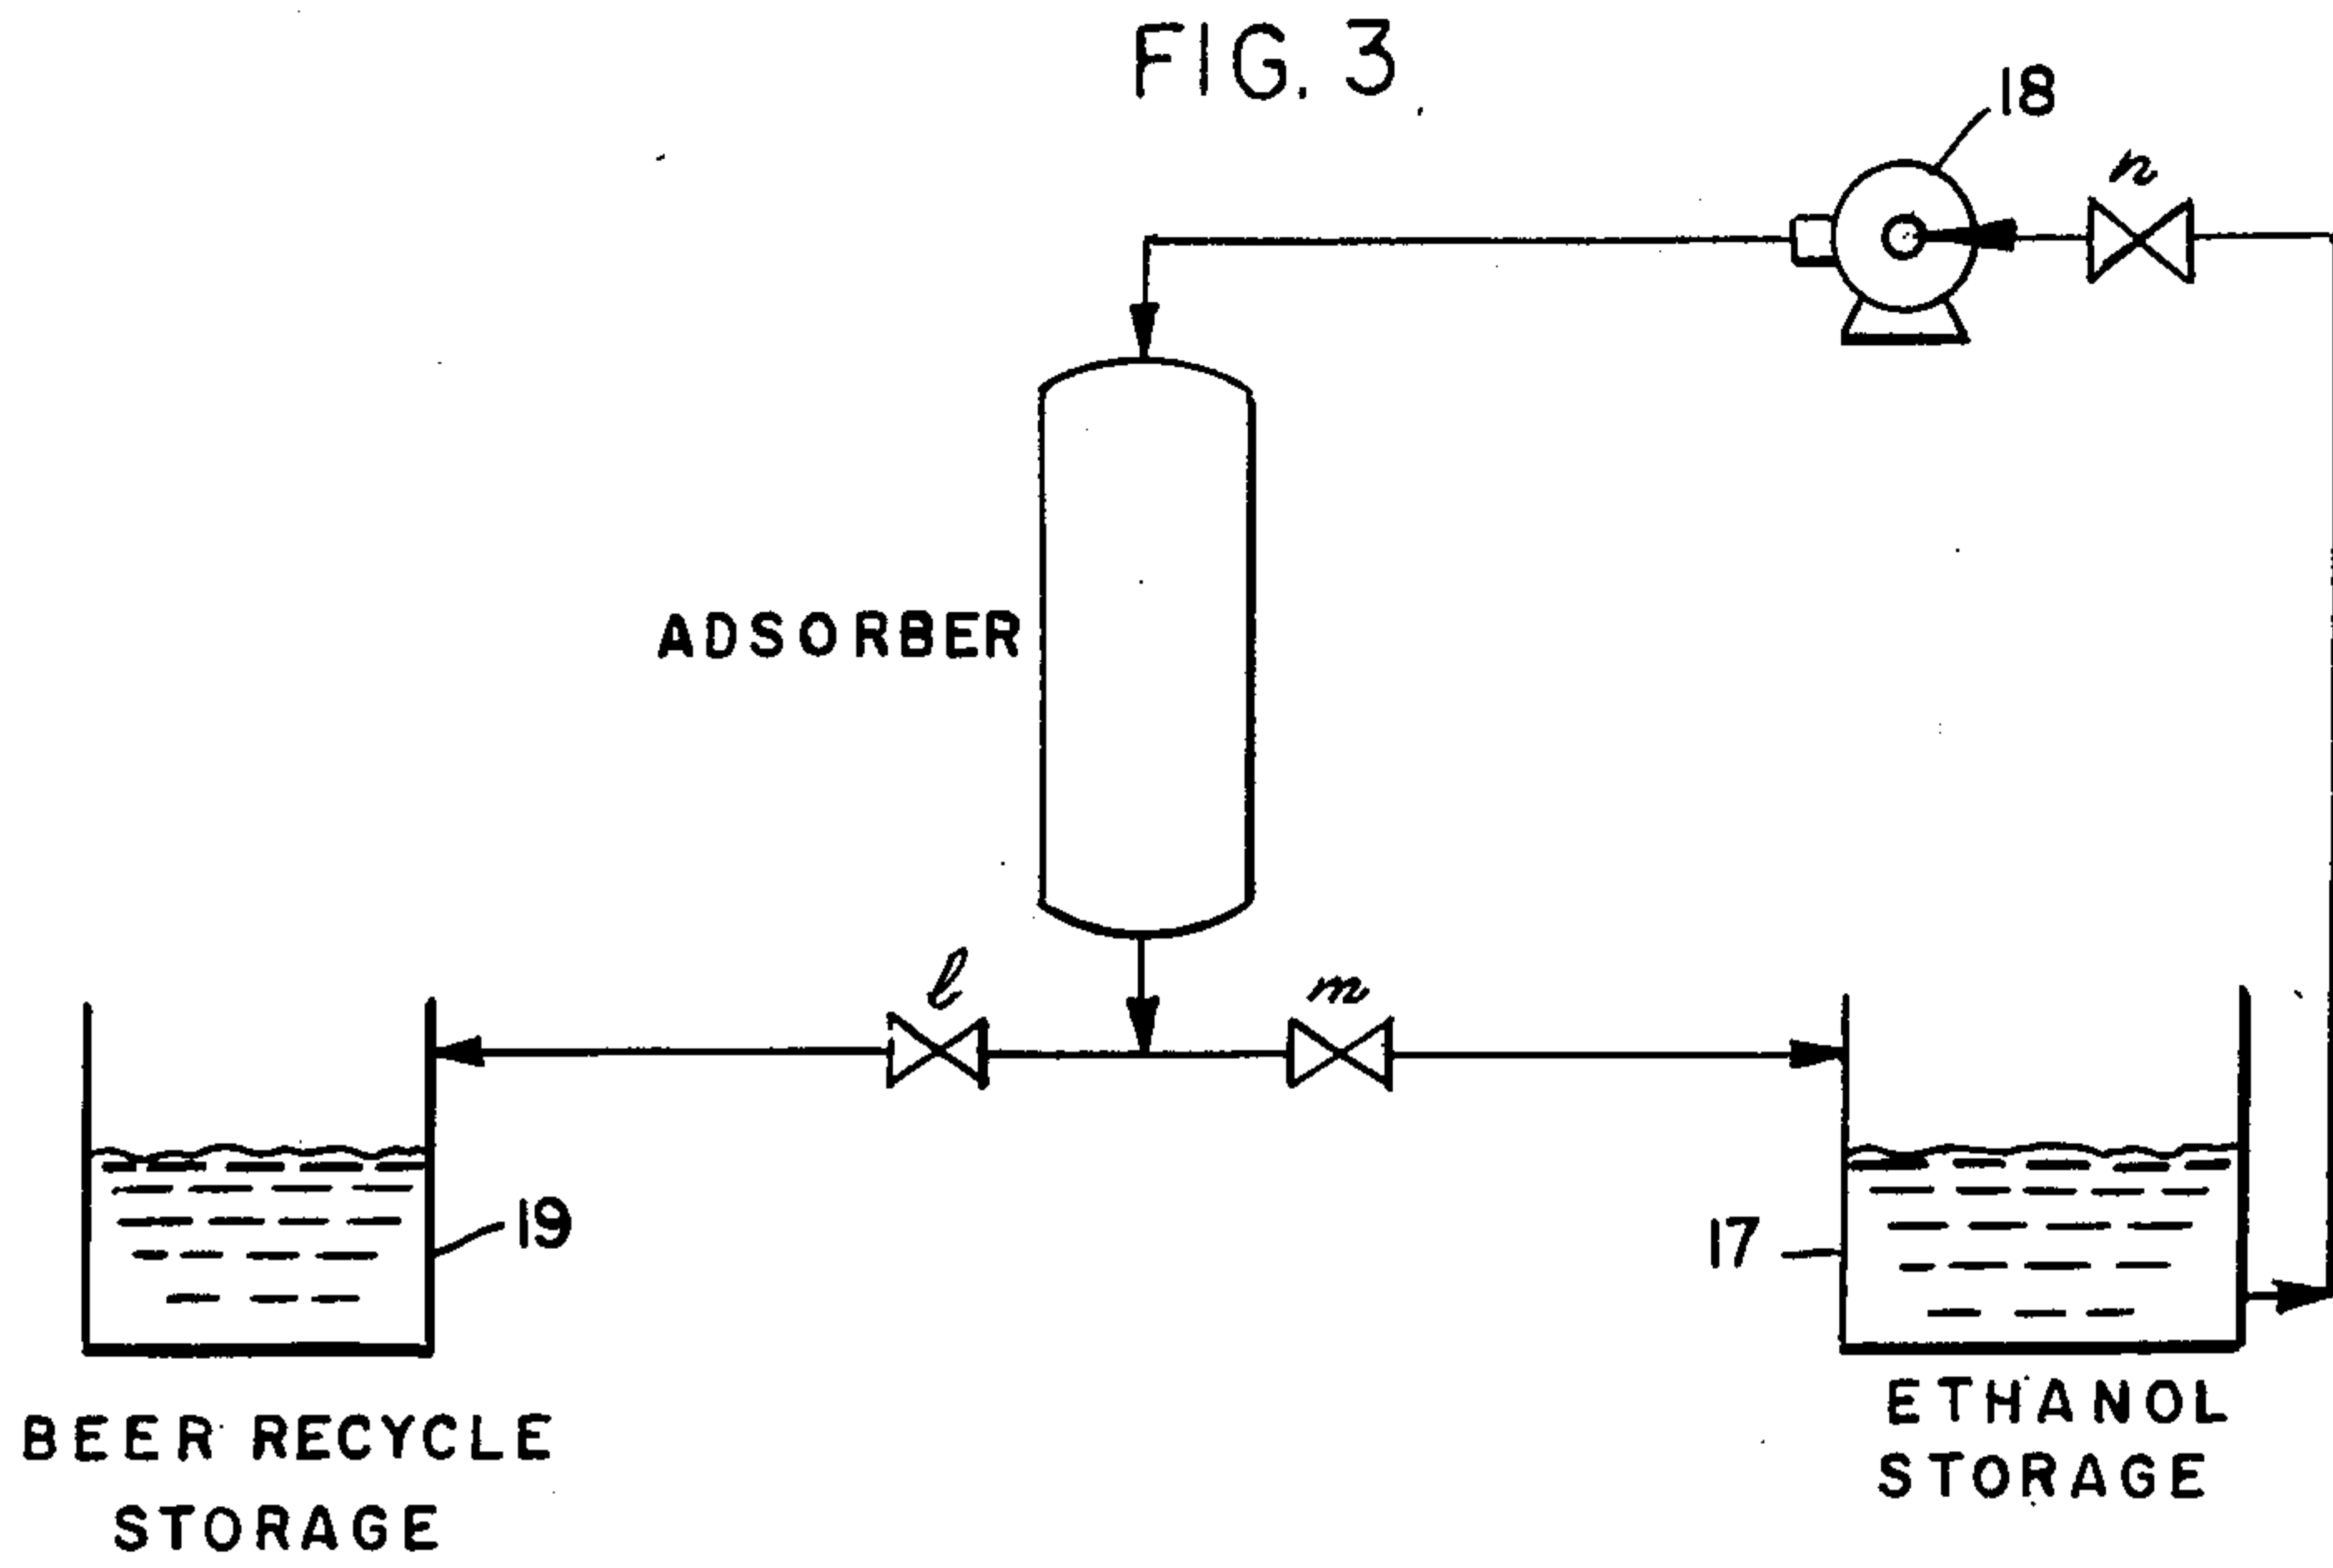 FIG. 3
18
n
ADSORBER
l
m
19
17
ETHANOL
STORAGE
BEER RECYCLE
STORAGE